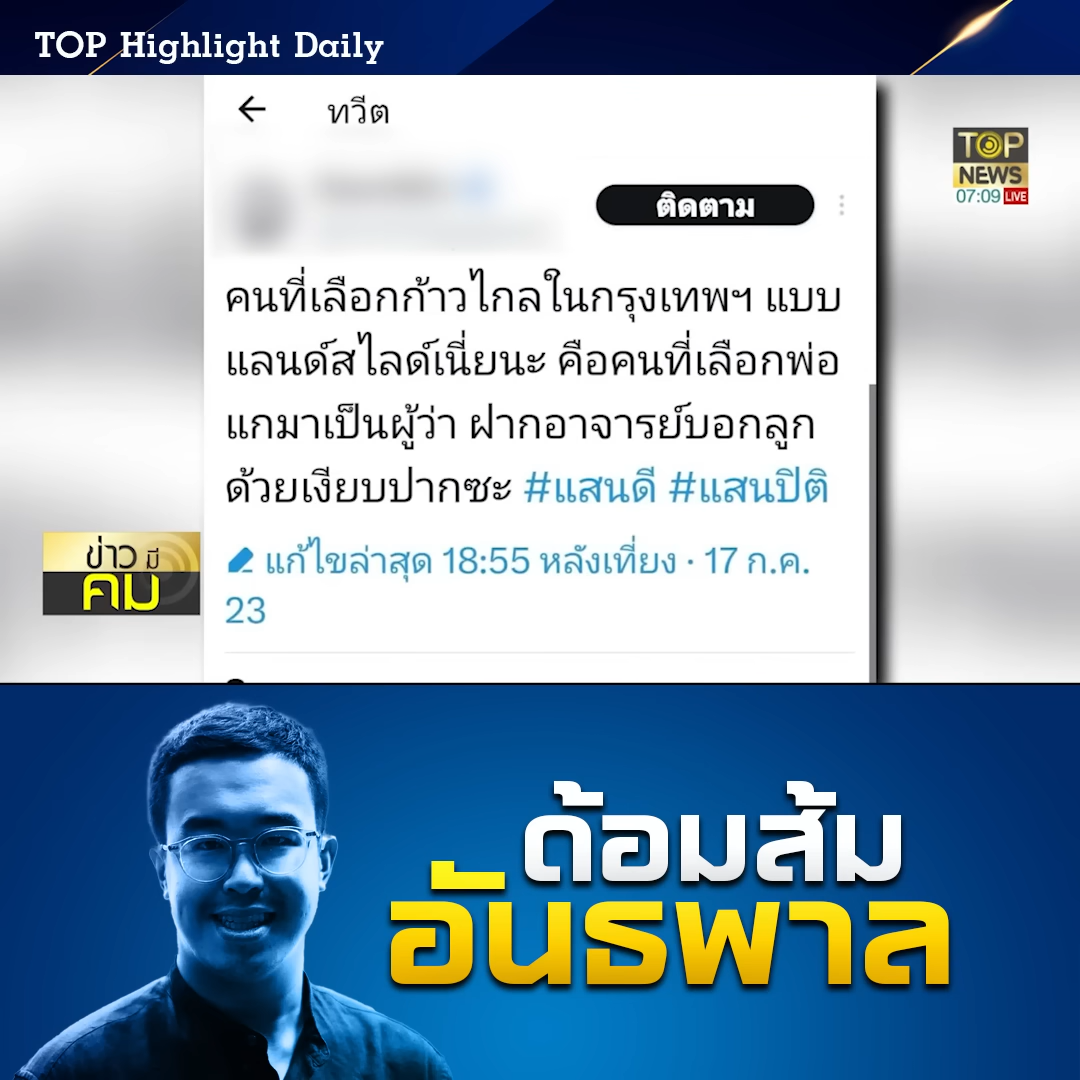 TOP Highlight Daily
ทวีต
TOP
NEWS
07:09 LIVE
ติดตาม
คนที่เลือกก้าวไกลในกรุงเทพฯ แบบ
แลนด์สไลด์เนี่ยนะ คือคนที่เลือกพ่อ
แกมาเป็นผู้ว่า ฝากอาจารย์บอกลูก
ด้วยเงียบปากซะ #แสนดี #แสนปิติ
แก้ไขล่าสุด 18:55 หลังเที่ยง · 17 ก.ค.
23
ข่าว มี
คม
ด้อมส้ม
อันธพาล